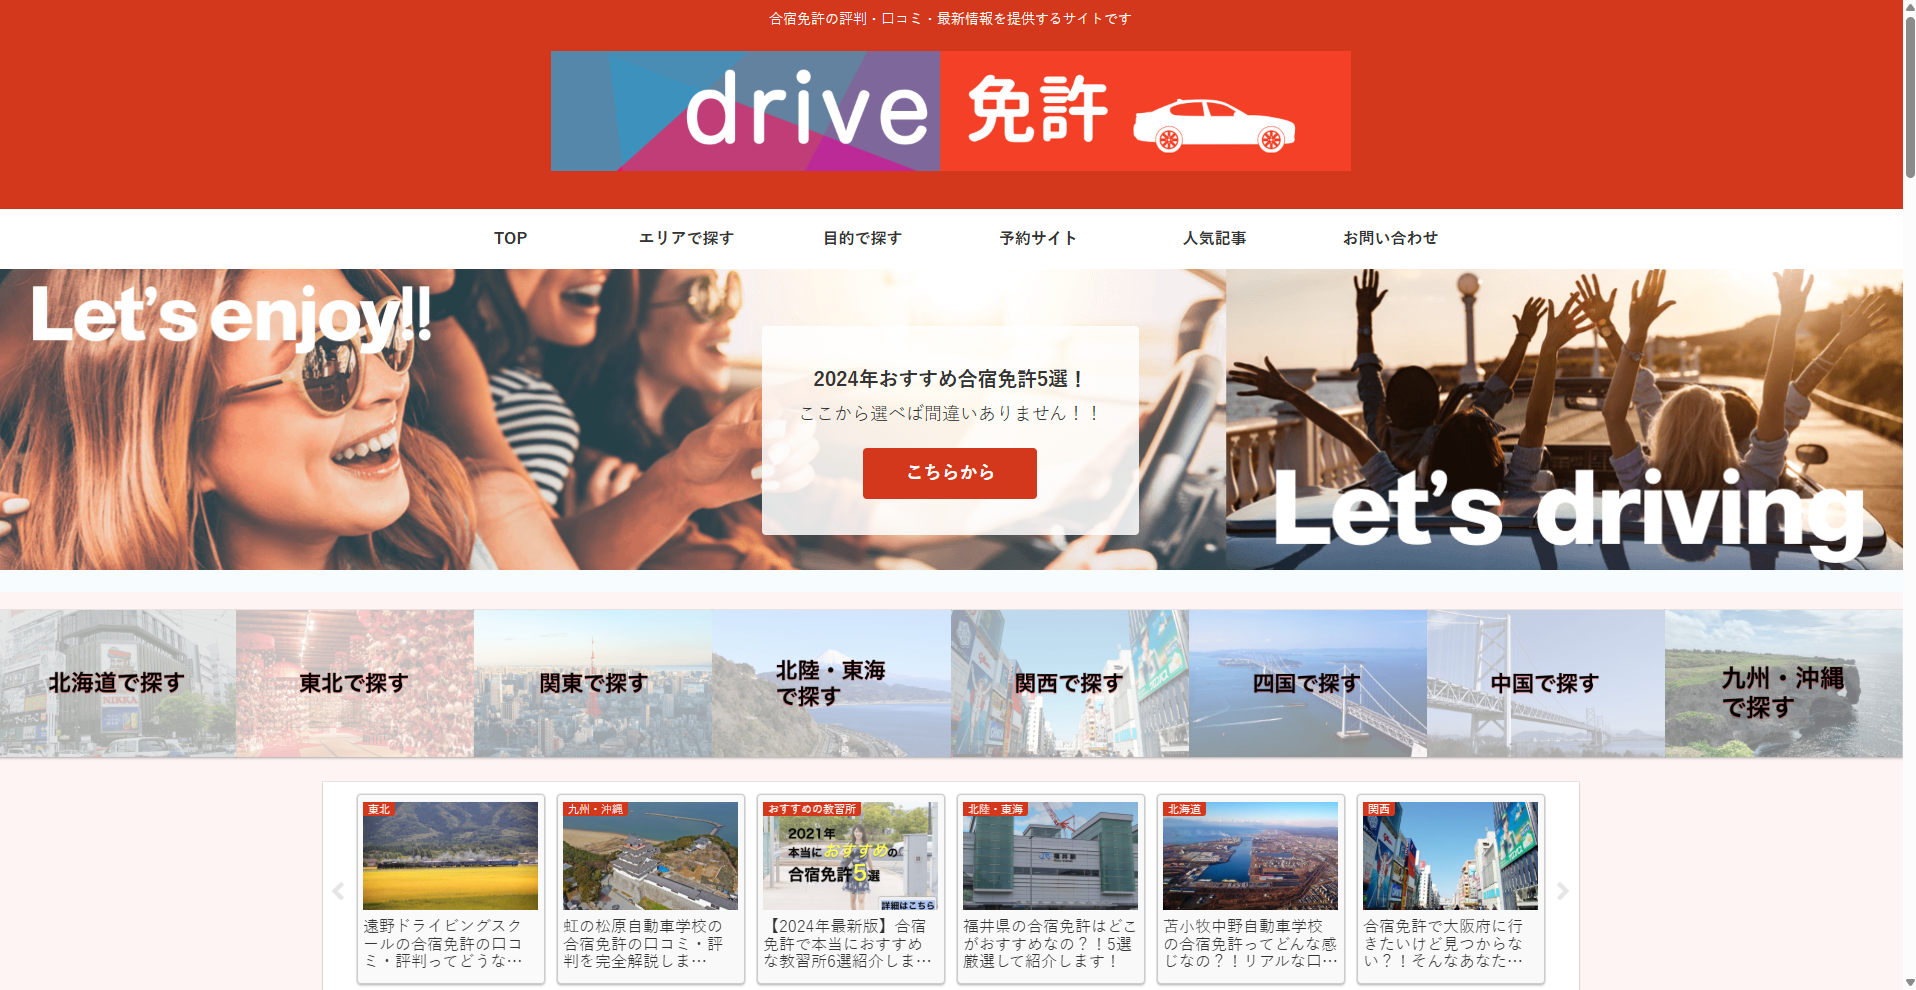 合宿免許の評判・口コミ・最新情報を提供するサイトです
drive 免許
TOP
エリアで探す
目的で探す
予約サイト
人気記事
お問い合わせ
Let's enjoy!!
2024年おすすめ合宿免許5選！
ここから選べば間違いありません！！
こちらから
Let's driving
北海道で探す
東北で探す
関東で探す
北陸・東海
で探す
関西で探す
四国で探す
中国で探す
九州・沖縄
で探す
NIKKA
東北
遠野ドライビングスク
ールの合宿免許の口コ
ミ・評判ってどうな…
九州・沖縄
虹の松原自動車学校の
合宿免許の口コミ・評
判を完全解説しま…
おすすめの教習所
2021年
本当におすすめの
合宿免許5選
詳細はこちら
【2024年最新版】合宿
免許で本当におすすめ
な教習所6選紹介しま…
北陸・東海
福井駅
福井県の合宿免許はどこ
がおすすめなの？！5選
厳選して紹介します！
北海道
苫小牧中野自動車学校
の合宿免許ってどんな感
じなの？！リアルな口…
関西
合宿免許で大阪府に行
きたいけど見つからな
い？！そんなあなた…